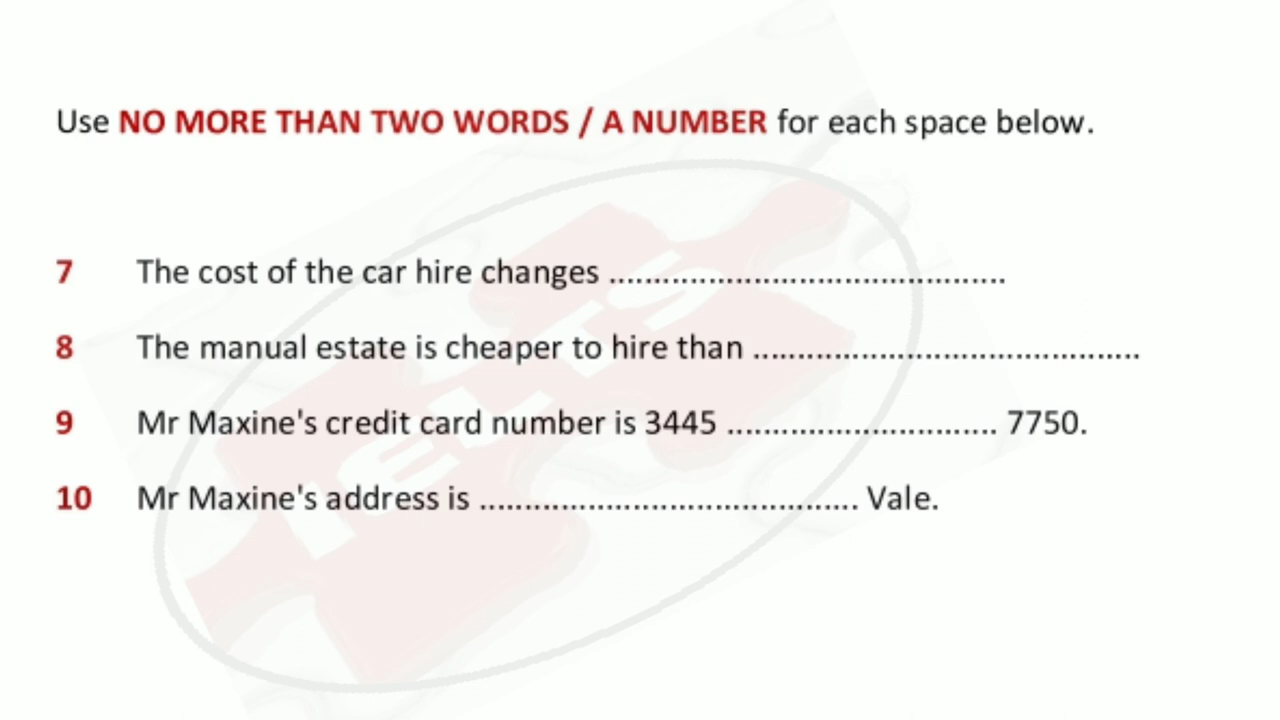 Use NO MORE THAN TWO WORDS / A NUMBER for each space below.
7 The cost of the car hire changes ............................................
8 The manual estate is cheaper to hire than ...........................................
9 Mr Maxine's credit card number is 3445 .............................. 7750.
10 Mr Maxine's address is .......................................... Vale.
IELTS